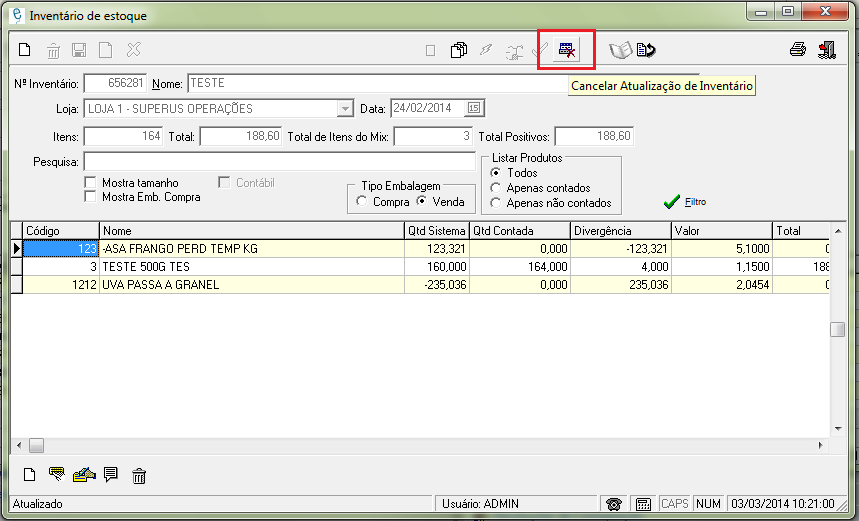 Inventário de estoque
Cancelar Atualização de Inventário
Nº Inventário: 656281 Nome: TESTE
Loja: LOJA 1 - SUPERUS OPERAÇÕES Data: 24/02/2014 15
Itens: 164 Total: 188,60 Total de Itens do Mix: 3 Total Positivos: 188,60
Pesquisa:
Mostra tamanho Contábil
Mostra Emb. Compra
Tipo Embalagem
Compra Venda
Listar Produtos
Todos
Apenas contados
Apenas não contados
Filtro
Código Nome Qtd Sistema Qtd Contada Divergência Valor Total
123 -ASA FRANGO PERD TEMP KG 123,321 0,000 -123,321 5,1000 0
3 TESTE 500G TES 160,000 164,000 4,000 1,1500 188
1212 UVA PASSA A GRANEL -235,036 0,000 235,036 2,0454 0
Atualizado Usuário: ADMIN CAPS NUM 03/03/2014 10:21:00